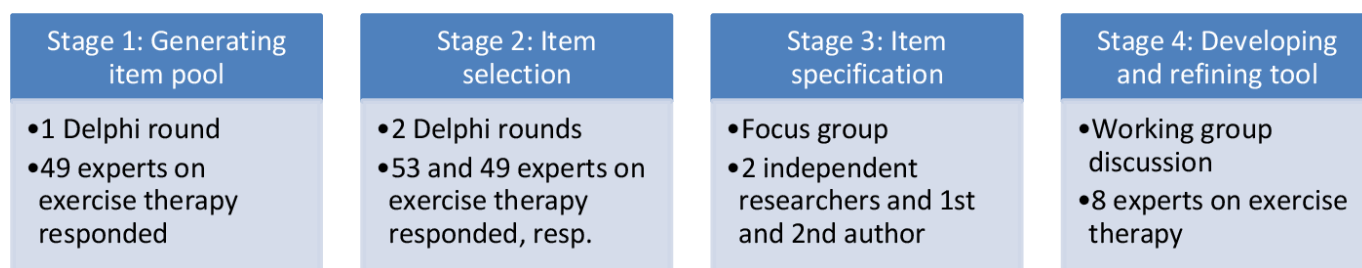 Stage 1: Generating
item pool
•1 Delphi round
•49 experts on
exercise therapy
responded
Stage 2: Item
selection
•2 Delphi rounds
•53 and 49 experts on
exercise therapy
responded, resp.
Stage 3: Item
specification
•Focus group
•2 independent
researchers and 1st
and 2nd author
Stage 4: Developing
and refining tool
•Working group
discussion
•8 experts on exercise
therapy